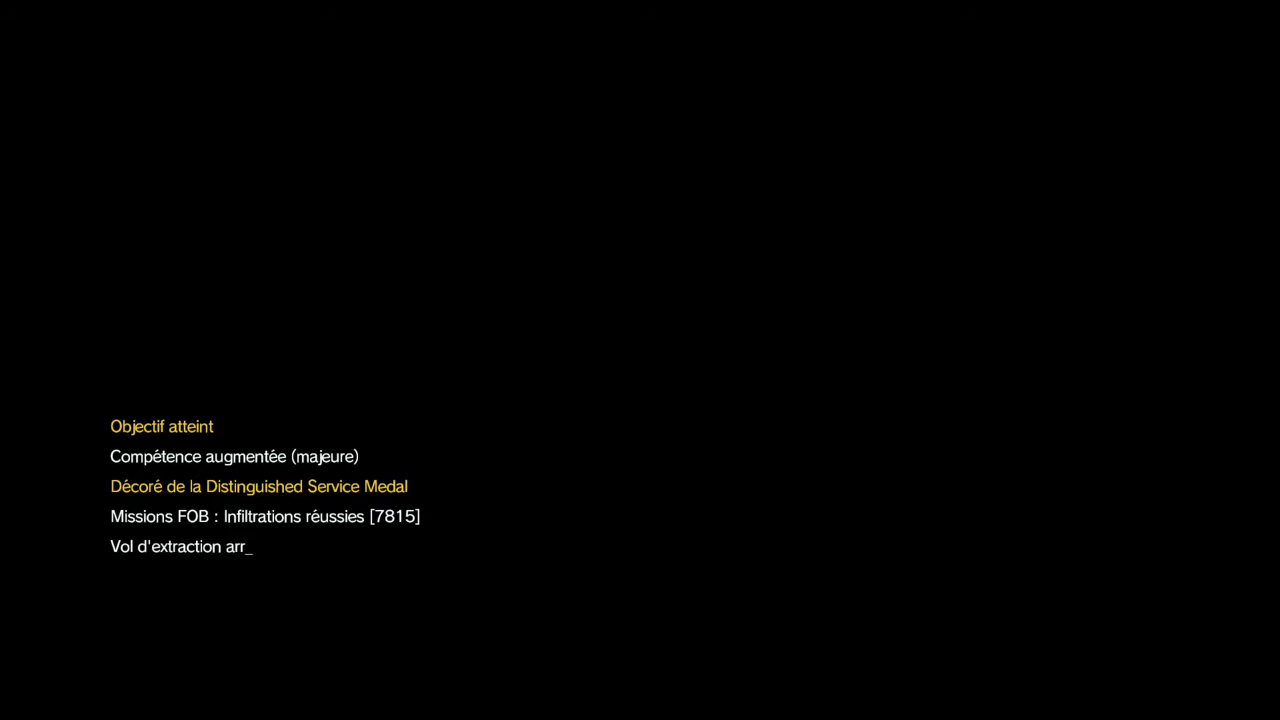 Objectif atteint
Compétence augmentée (majeure)
Décoré de la Distinguished Service Medal
Missions FOB : Infiltrations réussies [7815]
Vol d'extraction arr_